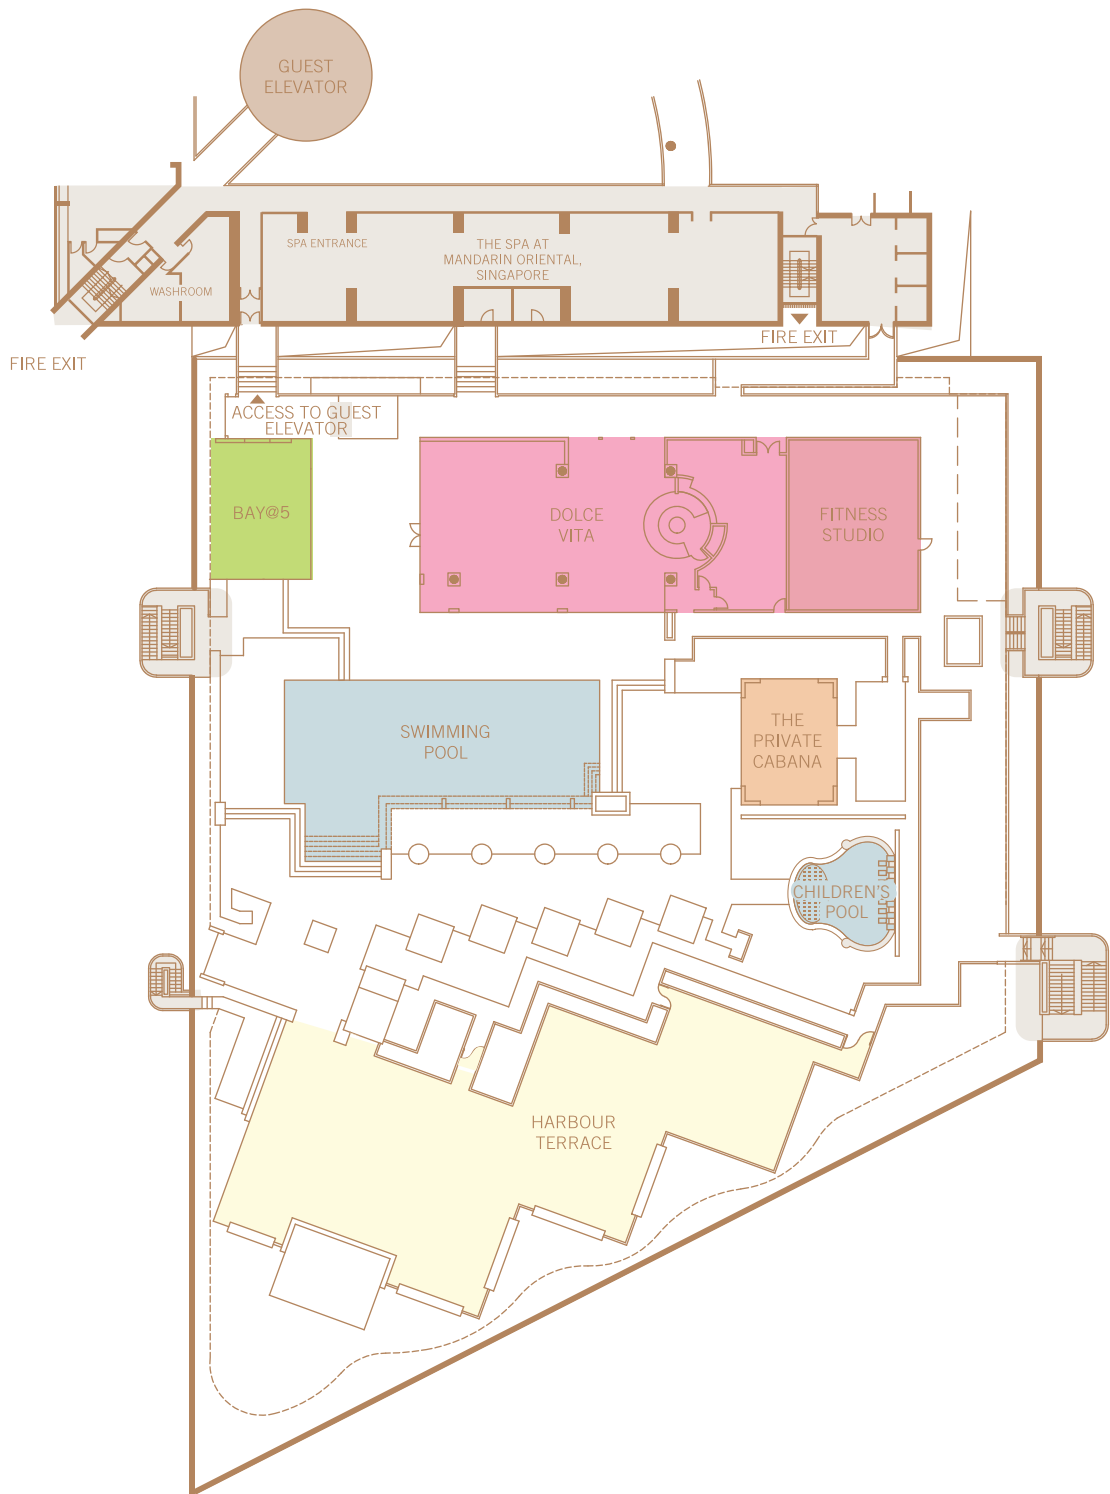 GUEST
ELEVATOR
SPA ENTRANCE
THE SPA AT
MANDARIN ORIENTAL,
SINGAPORE
WASHROOM
FIRE EXIT
FIRE EXIT
ACCESS TO GUEST
ELEVATOR
BAY@5
DOLCE
VITA
FITNESS
STUDIO
SWIMMING
POOL
THE
PRIVATE
CABANA
CHILDREN'S
POOL
HARBOUR
TERRACE